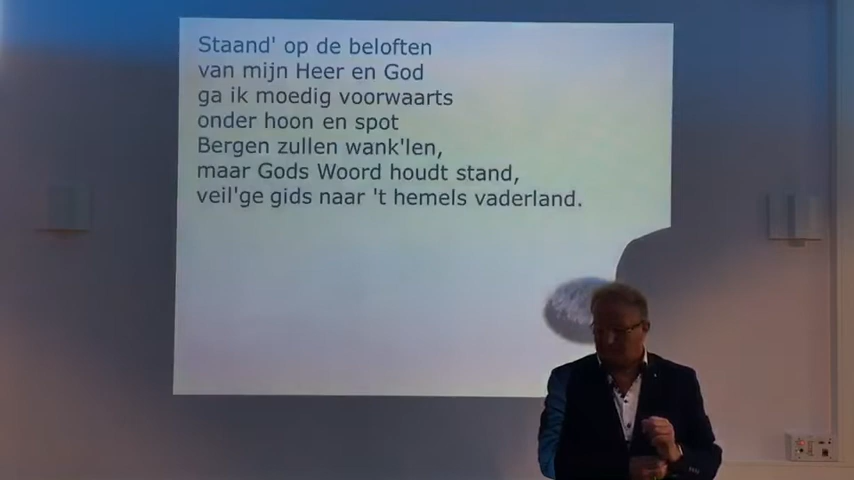 Staand' op de beloften
van mijn Heer en God
ga ik moedig voorwaarts
onder hoon en spot
Bergen zullen wank'len,
maar Gods Woord houdt stand,
veil'ge gids naar 't hemels vaderland.